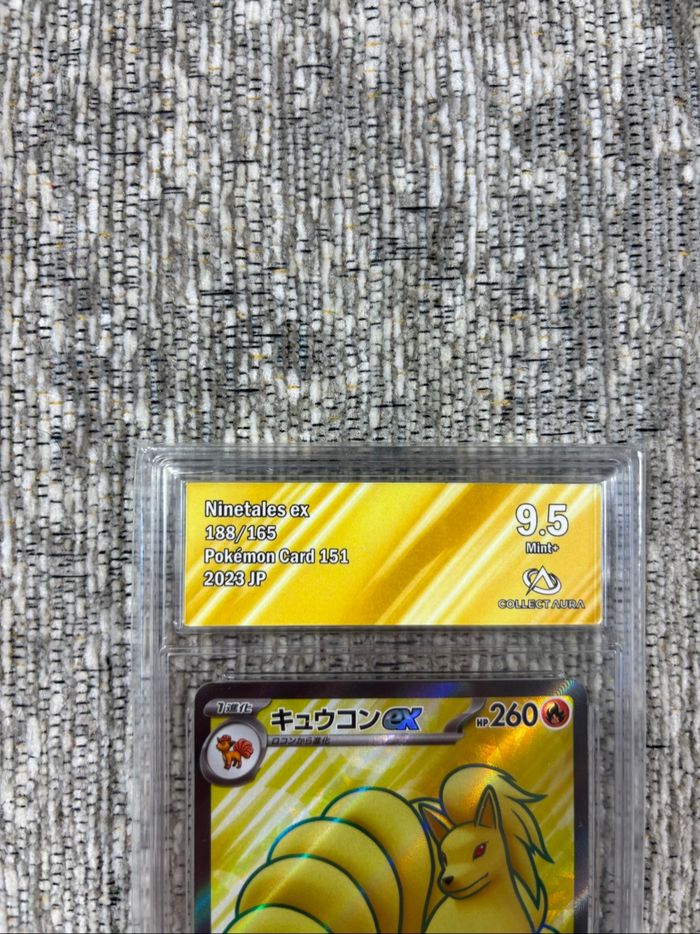 Ninetales ex
188/165
Pokémon Card 151
2023 JP
9.5
Mint+
COLLECT AURA
1進化
キュウコンex
HP 260
ロコンから進化